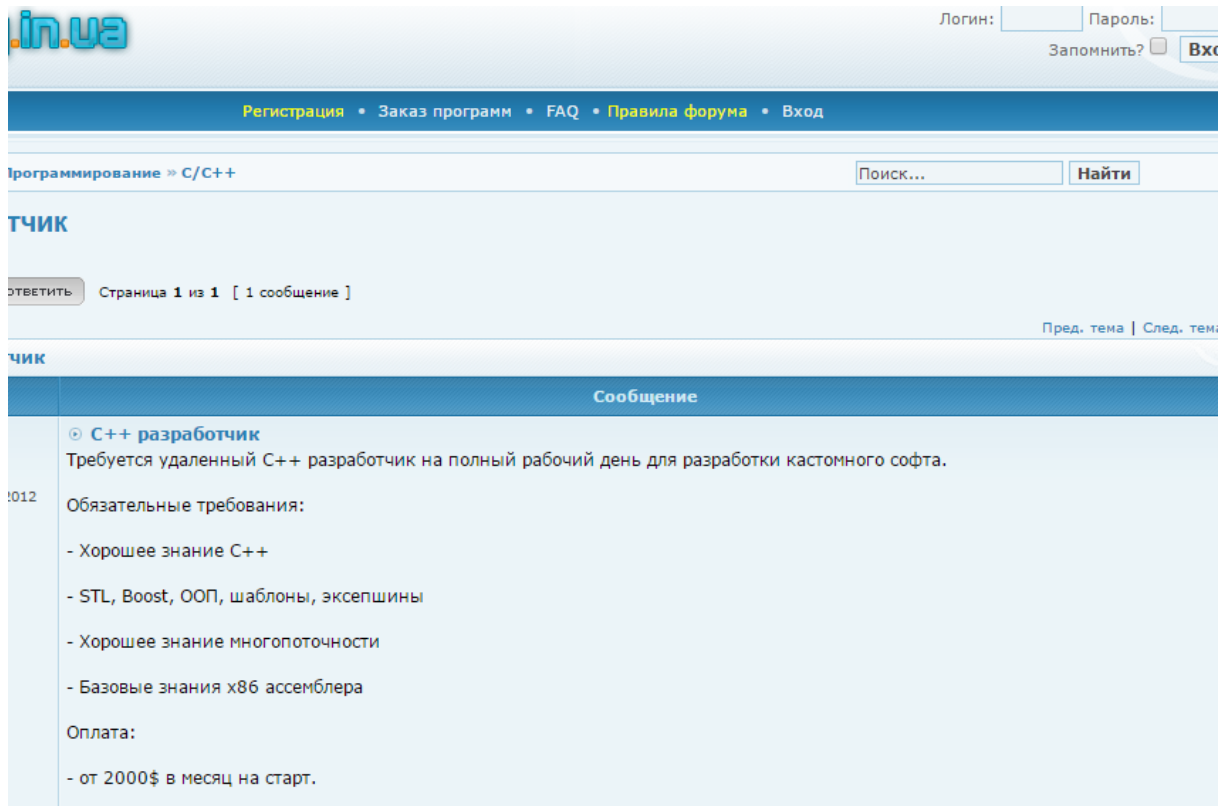 .in.ua
Логин: Пароль:
Запомнить?
Регистрация • Заказ программ • FAQ • Правила форума • Вход
Программирование » C/C++ Поиск... Найти
тчик
ответить Страница 1 из 1 [ 1 сообщение ]
Пред. тема | След. тема
чик
Сообщение
C++ разработчик
Требуется удаленный C++ разработчик на полный рабочий день для разработки кастомного софта.
2012
Обязательные требования:
- Хорошее знание C++
- STL, Boost, ООП, шаблоны, эксепшины
- Хорошее знание многопоточности
- Базовые знания x86 ассемблера
Оплата:
- от 2000$ в месяц на старт.